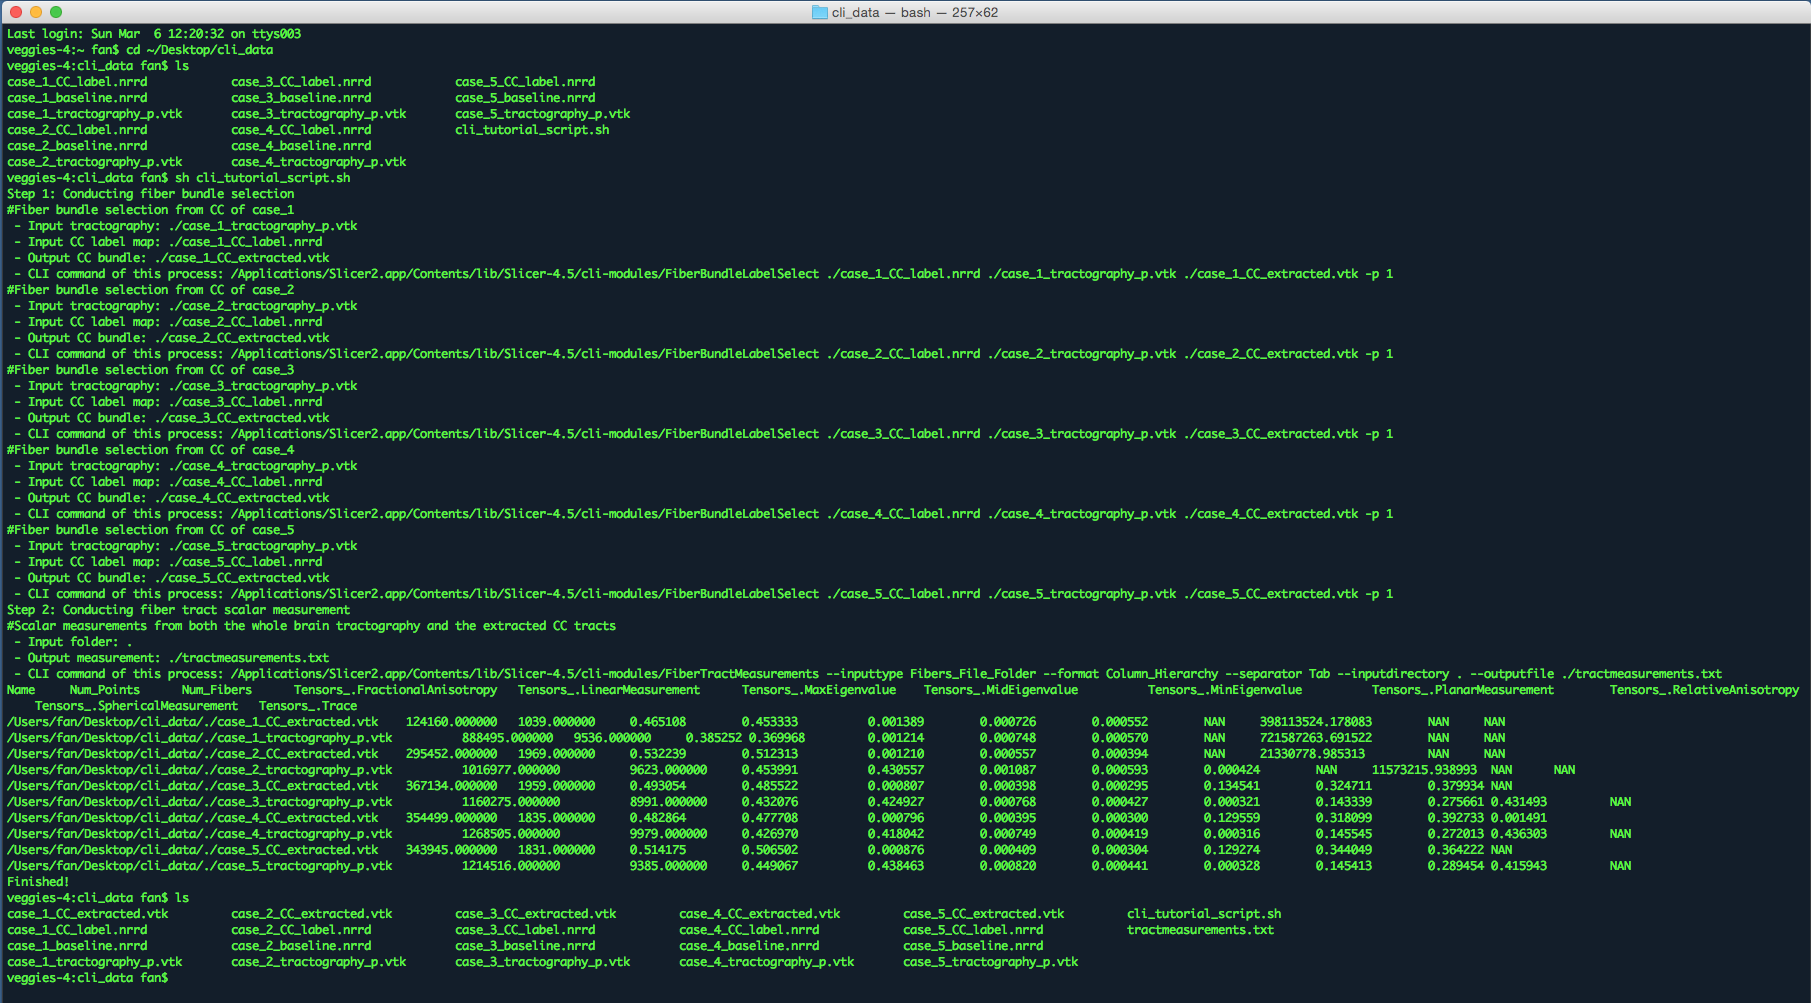 cli_data — bash — 257×62
Last login: Sun Mar  6 12:20:32 on ttys003
veggies-4:~ fan$ cd ~/Desktop/cli_data
veggies-4:cli_data fan$ ls
case_1_CC_label.nrrd            case_3_CC_label.nrrd            case_5_CC_label.nrrd
case_1_baseline.nrrd            case_3_baseline.nrrd            case_5_baseline.nrrd
case_1_tractography_p.vtk       case_3_tractography_p.vtk       case_5_tractography_p.vtk
case_2_CC_label.nrrd            case_4_CC_label.nrrd            cli_tutorial_script.sh
case_2_baseline.nrrd            case_4_baseline.nrrd
case_2_tractography_p.vtk       case_4_tractography_p.vtk
veggies-4:cli_data fan$ sh cli_tutorial_script.sh
Step 1: Conducting fiber bundle selection
#Fiber bundle selection from CC of case_1
 - Input tractography: ./case_1_tractography_p.vtk
 - Input CC label map: ./case_1_CC_label.nrrd
 - Output CC bundle: ./case_1_CC_extracted.vtk
 - CLI command of this process: /Applications/Slicer2.app/Contents/lib/Slicer-4.5/cli-modules/FiberBundleLabelSelect ./case_1_CC_label.nrrd ./case_1_tractography_p.vtk ./case_1_CC_extracted.vtk -p 1
#Fiber bundle selection from CC of case_2
 - Input tractography: ./case_2_tractography_p.vtk
 - Input CC label map: ./case_2_CC_label.nrrd
 - Output CC bundle: ./case_2_CC_extracted.vtk
 - CLI command of this process: /Applications/Slicer2.app/Contents/lib/Slicer-4.5/cli-modules/FiberBundleLabelSelect ./case_2_CC_label.nrrd ./case_2_tractography_p.vtk ./case_2_CC_extracted.vtk -p 1
#Fiber bundle selection from CC of case_3
 - Input tractography: ./case_3_tractography_p.vtk
 - Input CC label map: ./case_3_CC_label.nrrd
 - Output CC bundle: ./case_3_CC_extracted.vtk
 - CLI command of this process: /Applications/Slicer2.app/Contents/lib/Slicer-4.5/cli-modules/FiberBundleLabelSelect ./case_3_CC_label.nrrd ./case_3_tractography_p.vtk ./case_3_CC_extracted.vtk -p 1
#Fiber bundle selection from CC of case_4
 - Input tractography: ./case_4_tractography_p.vtk
 - Input CC label map: ./case_4_CC_label.nrrd
 - Output CC bundle: ./case_4_CC_extracted.vtk
 - CLI command of this process: /Applications/Slicer2.app/Contents/lib/Slicer-4.5/cli-modules/FiberBundleLabelSelect ./case_4_CC_label.nrrd ./case_4_tractography_p.vtk ./case_4_CC_extracted.vtk -p 1
#Fiber bundle selection from CC of case_5
 - Input tractography: ./case_5_tractography_p.vtk
 - Input CC label map: ./case_5_CC_label.nrrd
 - Output CC bundle: ./case_5_CC_extracted.vtk
 - CLI command of this process: /Applications/Slicer2.app/Contents/lib/Slicer-4.5/cli-modules/FiberBundleLabelSelect ./case_5_CC_label.nrrd ./case_5_tractography_p.vtk ./case_5_CC_extracted.vtk -p 1
Step 2: Conducting fiber tract scalar measurement
#Scalar measurements from both the whole brain tractography and the extracted CC tracts
 - Input folder: .
 - Output measurement: ./tractmeasurements.txt
 - CLI command of this process: /Applications/Slicer2.app/Contents/lib/Slicer-4.5/cli-modules/FiberTractMeasurements --inputtype Fibers_File_Folder --format Column_Hierarchy --separator Tab --inputdirectory . --outputfile ./tractmeasurements.txt
Name     Num_Points      Num_Fibers      Tensors_.FractionalAnisotropy   Tensors_.LinearMeasurement      Tensors_.MaxEigenvalue    Tensors_.MidEigenvalue          Tensors_.MinEigenvalue          Tensors_.PlanarMeasurement        Tensors_.RelativeAnisotropy
    Tensors_.SphericalMeasurement   Tensors_.Trace
/Users/fan/Desktop/cli_data/./case_1_CC_extracted.vtk    124160.000000   1039.000000     0.465108        0.453333          0.001389        0.000726        0.000552        NAN     398113524.178083        NAN     NAN
/Users/fan/Desktop/cli_data/./case_1_tractography_p.vtk          888495.000000   9536.000000     0.385252 0.369968         0.001214        0.000748        0.000570        NAN     721587263.691522        NAN     NAN
/Users/fan/Desktop/cli_data/./case_2_CC_extracted.vtk    295452.000000   1969.000000     0.532239        0.512313          0.001210        0.000557        0.000394        NAN     21330778.985313         NAN     NAN
/Users/fan/Desktop/cli_data/./case_2_tractography_p.vtk          1016977.000000          9623.000000     0.453991        0.430557        0.001087        0.000593        0.000424        NAN     11573215.938993  NAN      NAN
/Users/fan/Desktop/cli_data/./case_3_CC_extracted.vtk    367134.000000   1959.000000     0.493054        0.485522          0.000807        0.000398        0.000295        0.134541        0.324711        0.379934 NAN
/Users/fan/Desktop/cli_data/./case_3_tractography_p.vtk          1160275.000000          8991.000000     0.432076        0.424927        0.000768        0.000427        0.000321        0.143339        0.275661 0.431493         NAN
/Users/fan/Desktop/cli_data/./case_4_CC_extracted.vtk    354499.000000   1835.000000     0.482864        0.477708          0.000796        0.000395        0.000300        0.129559        0.318099        0.392733 0.001491
/Users/fan/Desktop/cli_data/./case_4_tractography_p.vtk          1268505.000000          9979.000000     0.426970        0.418042        0.000749        0.000419        0.000316        0.145545        0.272013 0.436303         NAN
/Users/fan/Desktop/cli_data/./case_5_CC_extracted.vtk    343945.000000   1831.000000     0.514175        0.506502          0.000876        0.000409        0.000304        0.129274        0.344049        0.364222 NAN
/Users/fan/Desktop/cli_data/./case_5_tractography_p.vtk          1214516.000000          9385.000000     0.449067        0.438463        0.000820        0.000441        0.000328        0.145413        0.289454 0.415943         NAN
Finished!
veggies-4:cli_data fan$ ls
case_1_CC_extracted.vtk         case_2_CC_extracted.vtk         case_3_CC_extracted.vtk         case_4_CC_extracted.vtk         case_5_CC_extracted.vtk         cli_tutorial_script.sh
case_1_CC_label.nrrd            case_2_CC_label.nrrd            case_3_CC_label.nrrd            case_4_CC_label.nrrd            case_5_CC_label.nrrd            tractmeasurements.txt
case_1_baseline.nrrd            case_2_baseline.nrrd            case_3_baseline.nrrd            case_4_baseline.nrrd            case_5_baseline.nrrd
case_1_tractography_p.vtk       case_2_tractography_p.vtk       case_3_tractography_p.vtk       case_4_tractography_p.vtk       case_5_tractography_p.vtk
veggies-4:cli_data fan$